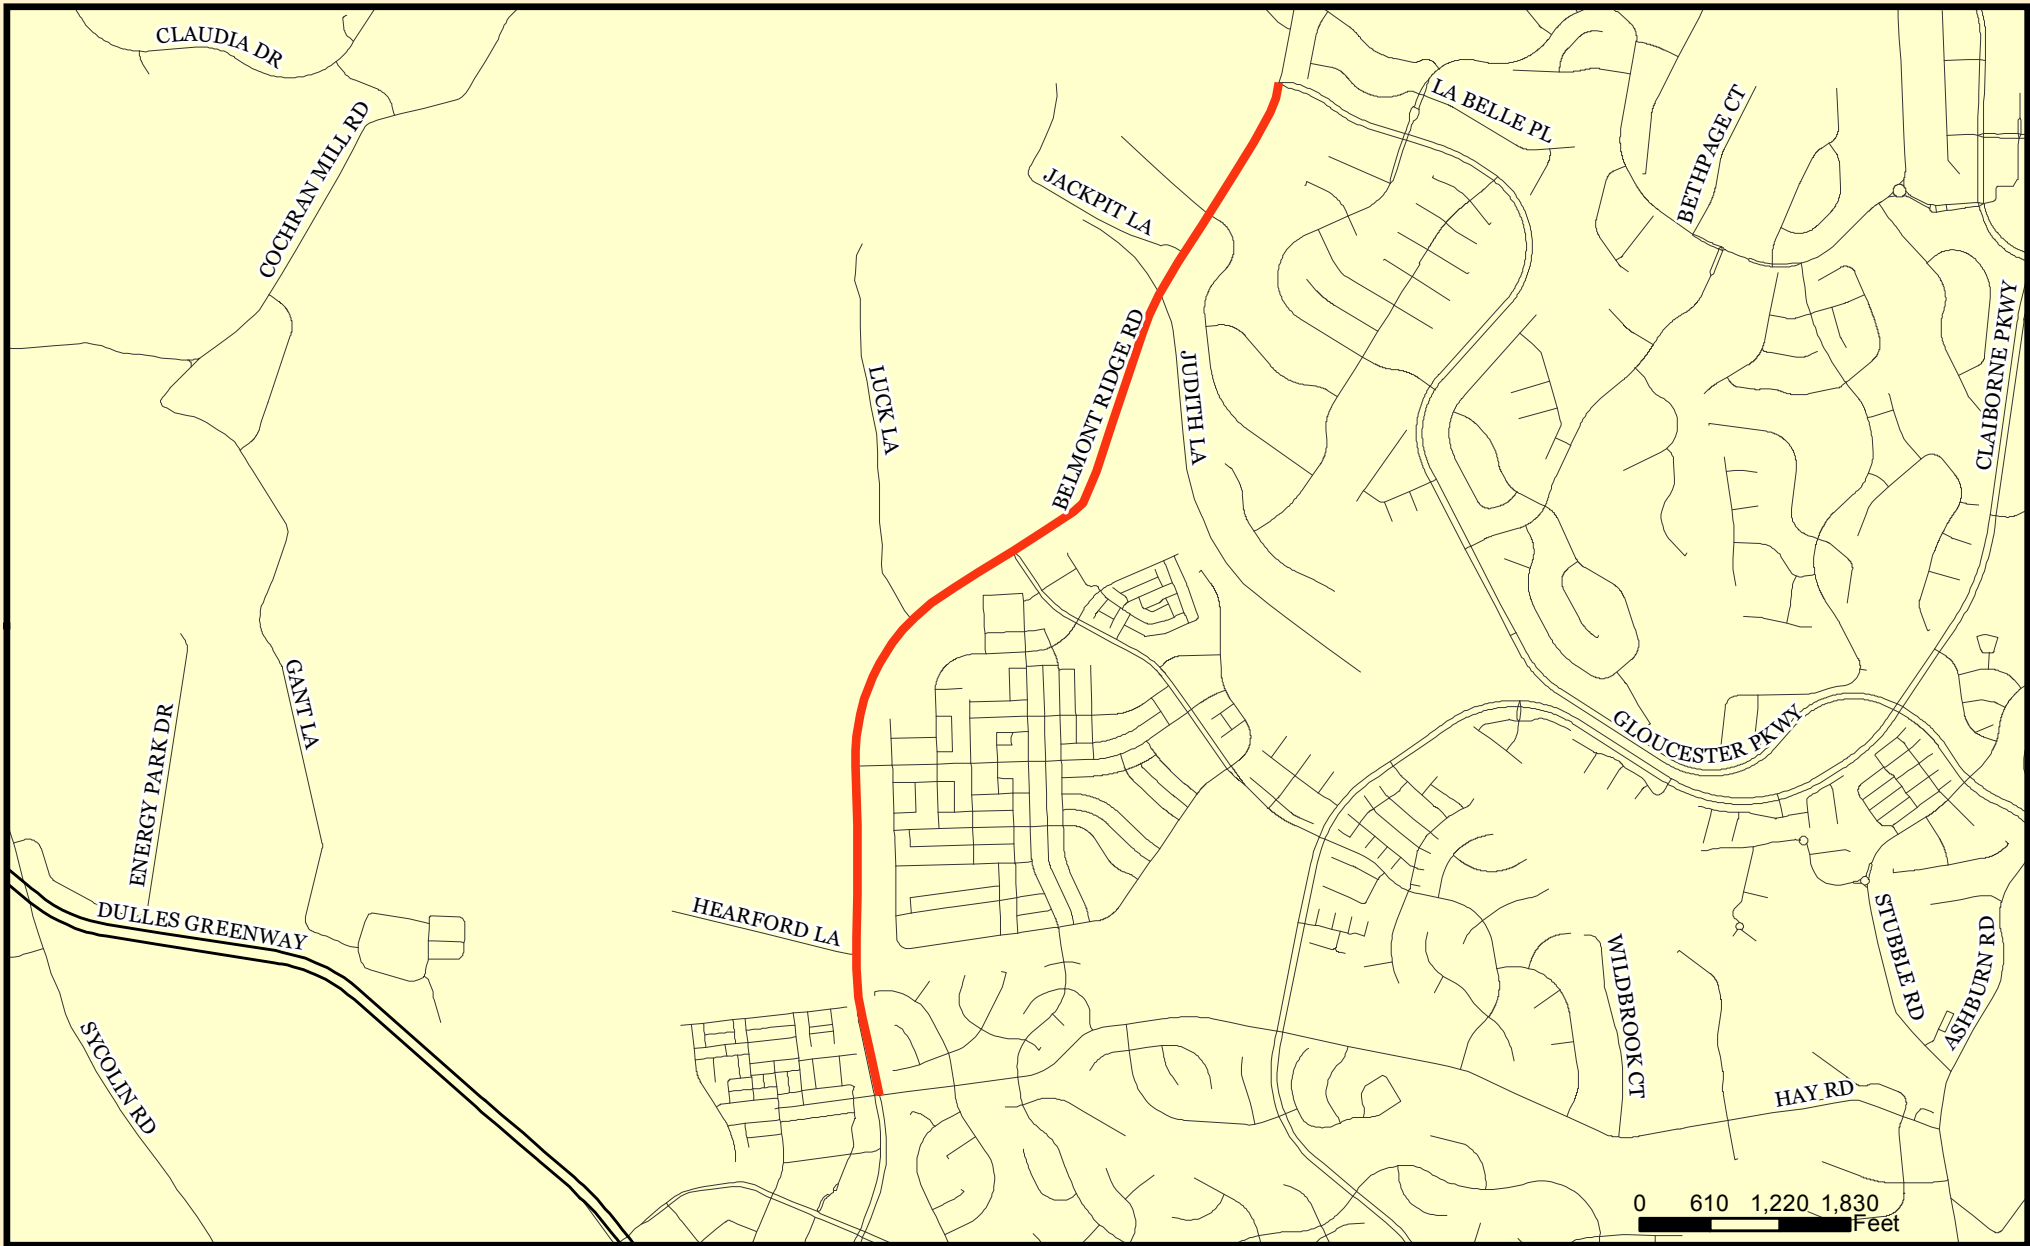 CLAUDIA DR
LA BELLE PL
BETHPAGE CT
COCHRAN MILL RD
JACKPIT LA
BELMONT RIDGE RD
CLAIBORNE PKWY
LUCK LA
JUDITH LA
GANT LA
ENERGY PARK DR
GLOUCESTER PKWY
HEARFORD LA
DULLES GREENWAY
STUBBLE RD
ASHBURN RD
WILDBROOK CT
SYCOLIN RD
HAY RD
0 610 1,220 1,830
Feet